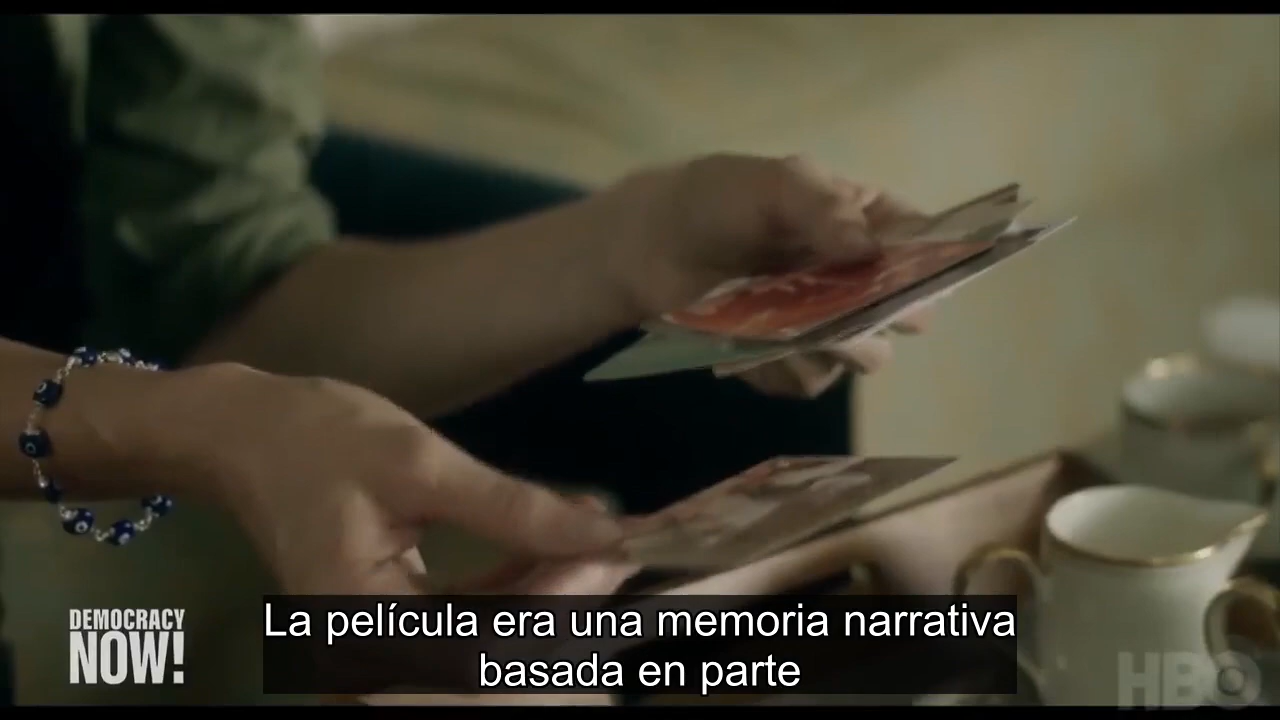 DEMOCRACY
NOW!
La película era una memoria narrativa
basada en parte
HBO